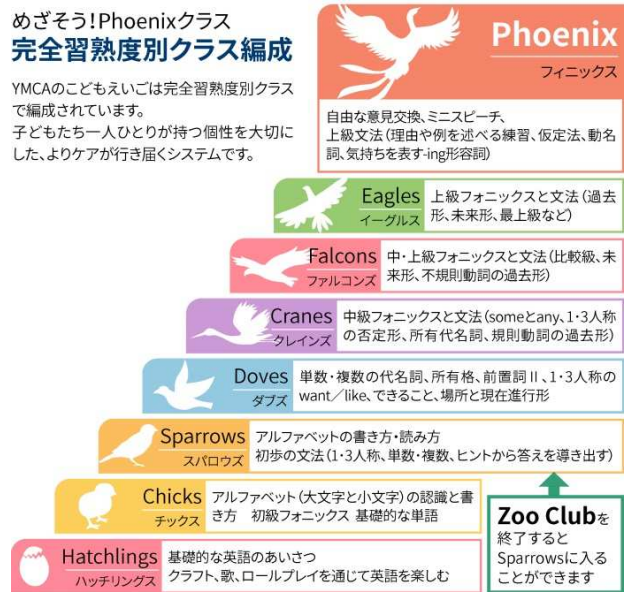 めざそう!Phoenixクラス
完全習熟度別クラス編成
YMCAのこどもえいごは完全習熟度別クラス
で編成されています。
子どもたち一人ひとりが持つ個性を大切に
した、よりケアが行き届くシステムです。
Phoenix
フィニックス
自由な意見交換、ミニスピーチ、
上級文法(理由や例を述べる練習、仮定法、動名
詞、気持ちを表す-ing形容詞)
Eagles
イーグルス
上級フォニックスと文法(過去
形、未来形、最上級など)
Falcons
ファルコンズ
中・上級フォニックスと文法(比較級、未
来形、不規則動詞の過去形)
Cranes
クレインズ
中級フォニックスと文法(someとany、1・3人称
の否定形、所有代名詞、規則動詞の過去形)
Doves
ダブズ
単数・複数の代名詞、所有格、前置詞Ⅱ、1・3人称の
want/like、できること、場所と現在進行形
Sparrows
スパロウズ
アルファベットの書き方・読み方
初歩の文法(1・3人称、単数・複数、ヒントから答えを導き出す)
Chicks
チックス
アルファベット(大文字と小文字)の認識と書
き方 初級フォニックス 基礎的な単語
Hatchlings
ハッチリングス
基礎的な英語のあいさつ
クラフト、歌、ロールプレイを通じて英語を楽しむ
Zoo Clubを
終了すると
Sparrowsに入る
ことができます